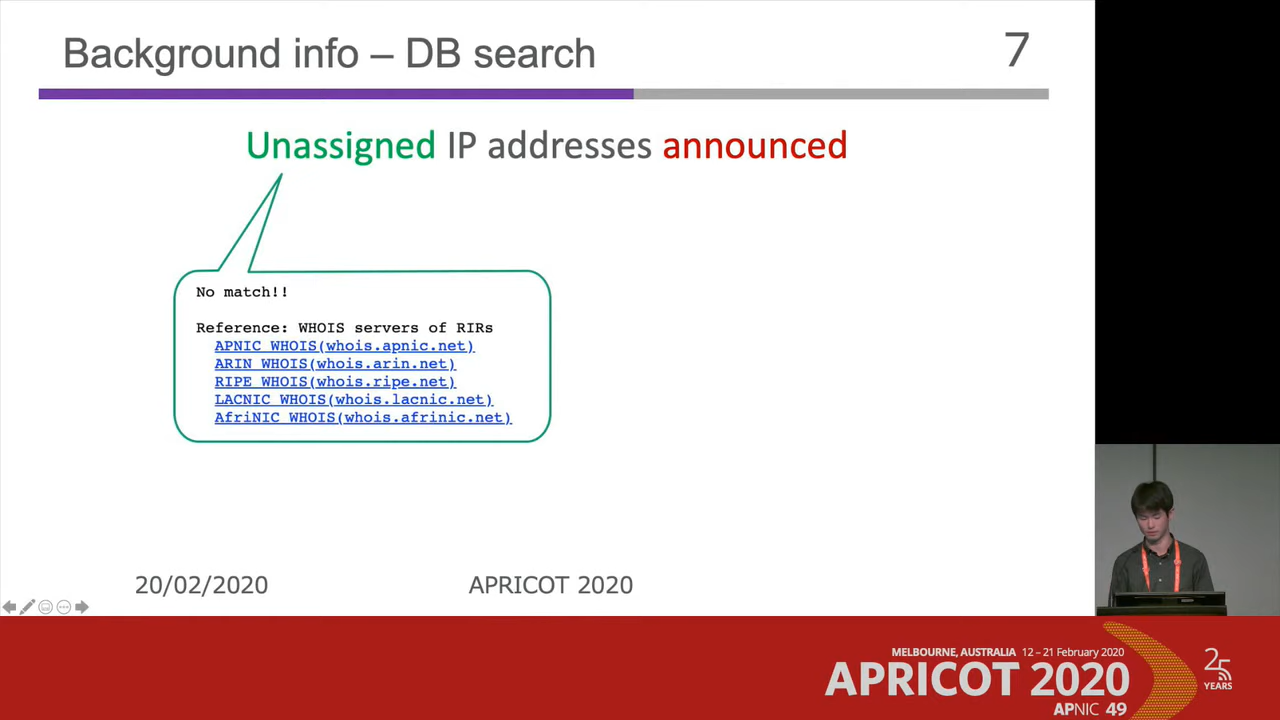 Background info – DB search
7
Unassigned IP addresses announced
No match!!
Reference: WHOIS servers of RIRs
APNIC WHOIS(whois.apnic.net)
ARIN WHOIS(whois.arin.net)
RIPE WHOIS(whois.ripe.net)
LACNIC WHOIS(whois.lacnic.net)
AfriNIC WHOIS(whois.afrinic.net)
20/02/2020
APRICOT 2020
MELBOURNE, AUSTRALIA 12 – 21 February 2020
APRICOT 2020
APNIC 49
25
YEARS